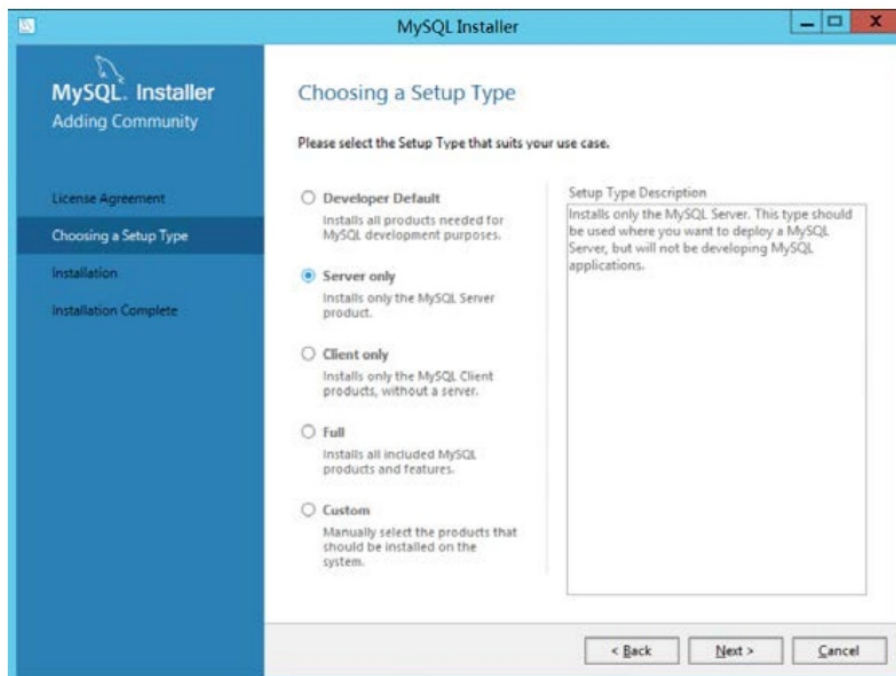 MySQL Installer
MySQL. Installer
Adding Community
License Agreement
Choosing a Setup Type
Installation
Installation Complete
Choosing a Setup Type
Please select the Setup Type that suits your use case.
Developer Default
Installs all products needed for
MySQL development purposes.
Server only
Installs only the MySQL Server
product.
Client only
Installs only the MySQL Client
products, without a server.
Full
Installs all included MySQL
products and features.
Custom
Manually select the products that
should be installed on the
system.
Setup Type Description
Installs only the MySQL Server. This type should
be used where you want to deploy a MySQL
Server, but will not be developing MySQL
applications.
< Back
Next >
Cancel